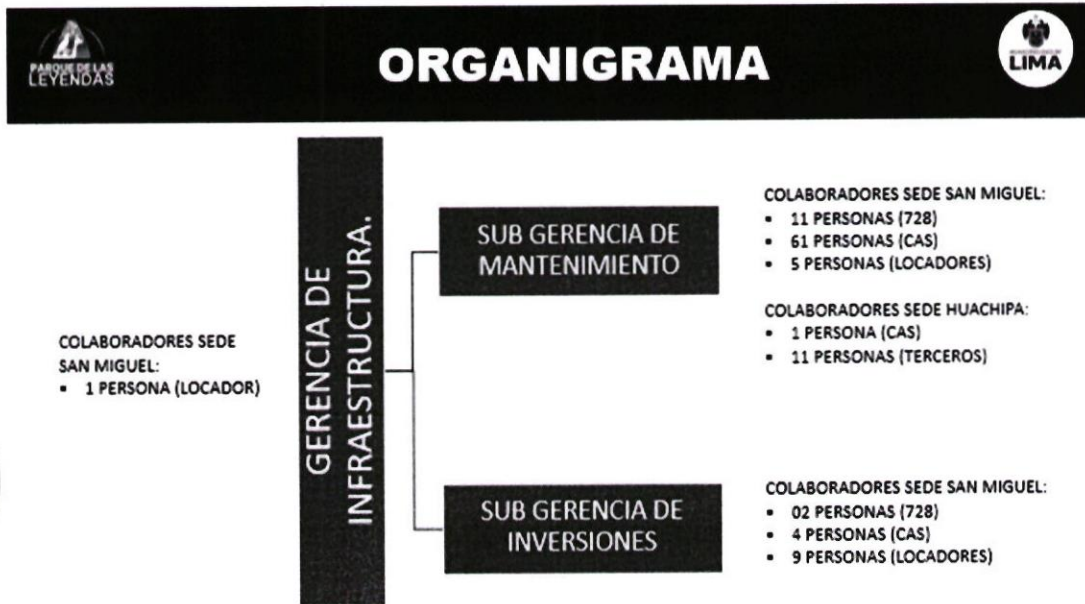 PARQUE DE LAS
LEYENDAS
ORGANIGRAMA
LIMA
COLABORADORES SEDE
SAN MIGUEL:
▪ 1 PERSONA (LOCADOR)
GERENCIA DE
INFRAESTRUCTURA.
SUB GERENCIA DE
MANTENIMIENTO
COLABORADORES SEDE SAN MIGUEL:
▪ 11 PERSONAS (728)
▪ 61 PERSONAS (CAS)
▪ 5 PERSONAS (LOCADORES)
COLABORADORES SEDE HUACHIPA:
▪ 1 PERSONA (CAS)
▪ 11 PERSONAS (TERCEROS)
SUB GERENCIA DE
INVERSIONES
COLABORADORES SEDE SAN MIGUEL:
▪ 02 PERSONAS (728)
▪ 4 PERSONAS (CAS)
▪ 9 PERSONAS (LOCADORES)